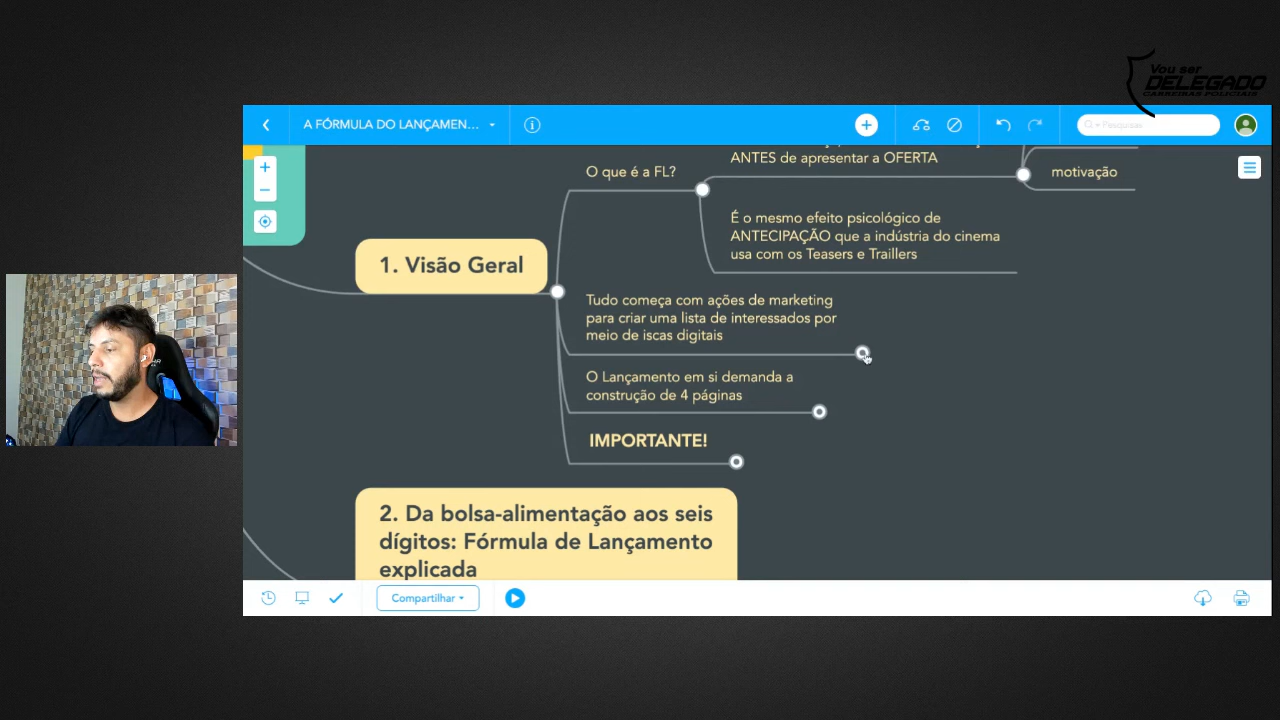 Vou ser
DELEGADO
CARREIRAS POLICIAIS
A FÓRMULA DO LANÇAMEN...
Pesquisar
O que é a FL?
ANTES de apresentar a OFERTA
motivação
É o mesmo efeito psicológico de
ANTECIPAÇÃO que a indústria do cinema
usa com os Teasers e Traillers
1. Visão Geral
Tudo começa com ações de marketing
para criar uma lista de interessados por
meio de iscas digitais
O Lançamento em si demanda a
construção de 4 páginas
IMPORTANTE!
2. Da bolsa-alimentação aos seis
dígitos: Fórmula de Lançamento
explicada
Compartilhar